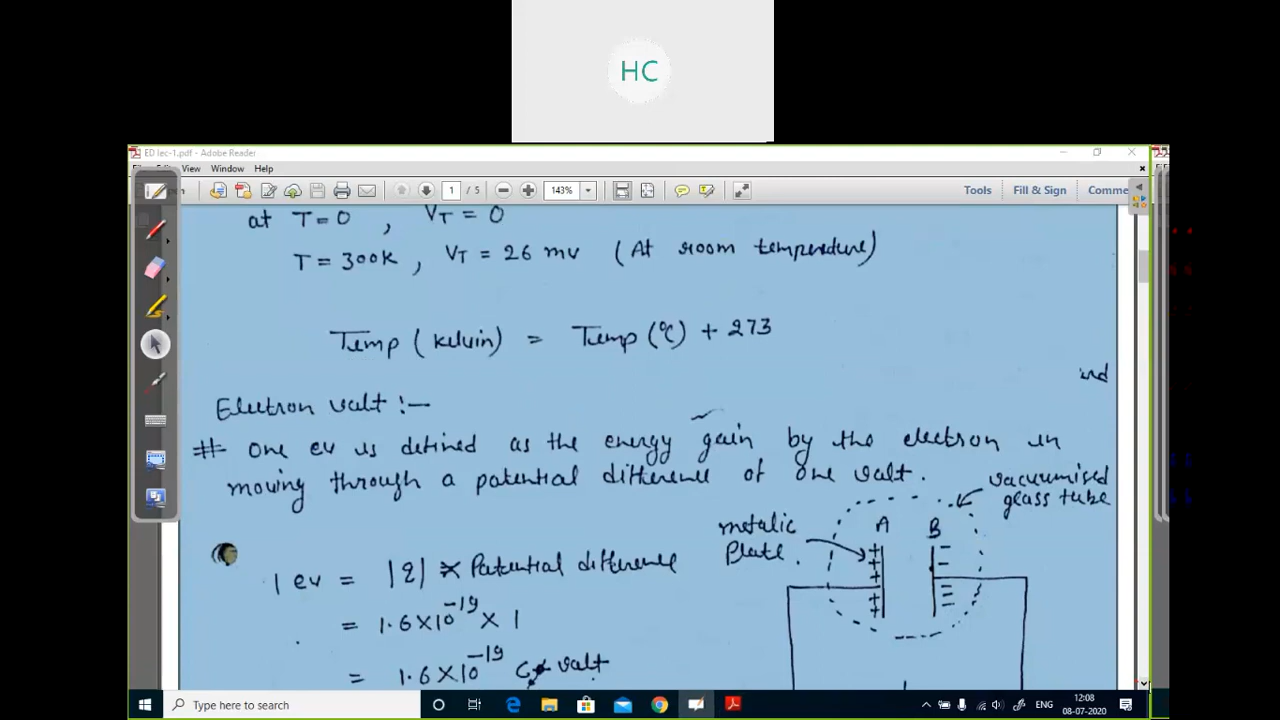 HC
ED lec-1.pdf - Adobe Reader
View Window Help
1 / 5 143% Tools Fill & Sign Comme
at T=0 , VT = 0
T = 300K , VT = 26 mv (At room temperature)
Temp (kelvin) = Temp (°C) + 273
ind
Electron valt :-
# One ev is defined as the energy gain by the electron in
moving through a potential difference of one valt.
vacuumised
glass tube
metalic
Plate
A B
1 ev = |q| × Potential difference
= 1.6×10⁻¹⁹ × 1
= 1.6×10⁻¹⁹ valt
Type here to search
ENG
12:08
08-07-2020